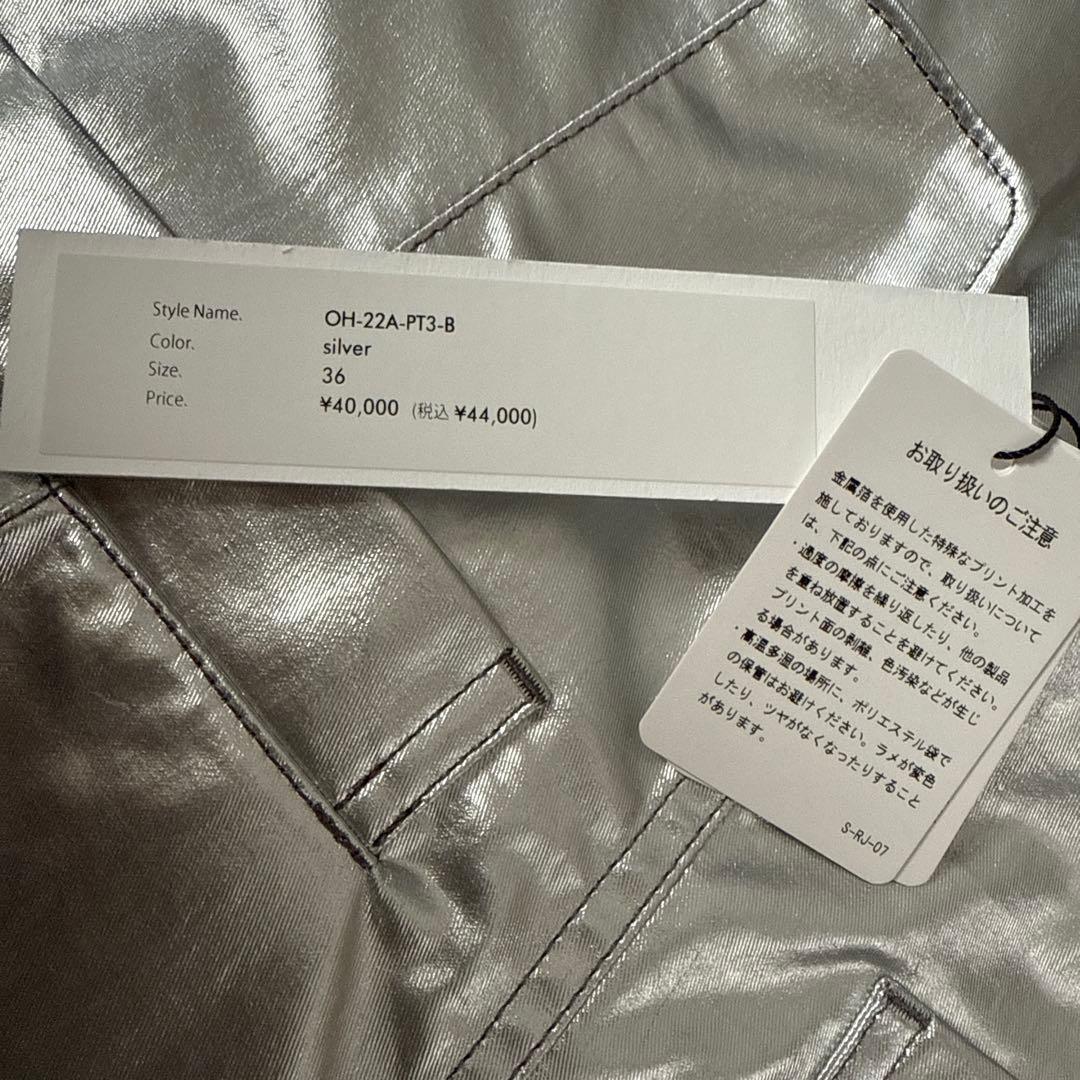 Style Name. OH-22A-PT3-B
Color. silver
Size. 36
Price. ¥40,000 (税込 ¥44,000)
お取り扱いのご注意
金属箔を使用した特殊なプリント加工を
施しておりますので、取り扱いについて
は、下記の点にご注意ください。
・過度の摩擦を繰り返したり、他の製品
を重ね放置することを避けてください。
プリント面の剥離、色汚染などが生じ
る場合があります。
・高温多湿の場所に、ポリエステル袋で
の保管はお避けください。ラメが変色
したり、ツヤがなくなったりすること
があります。
S-RJ-07